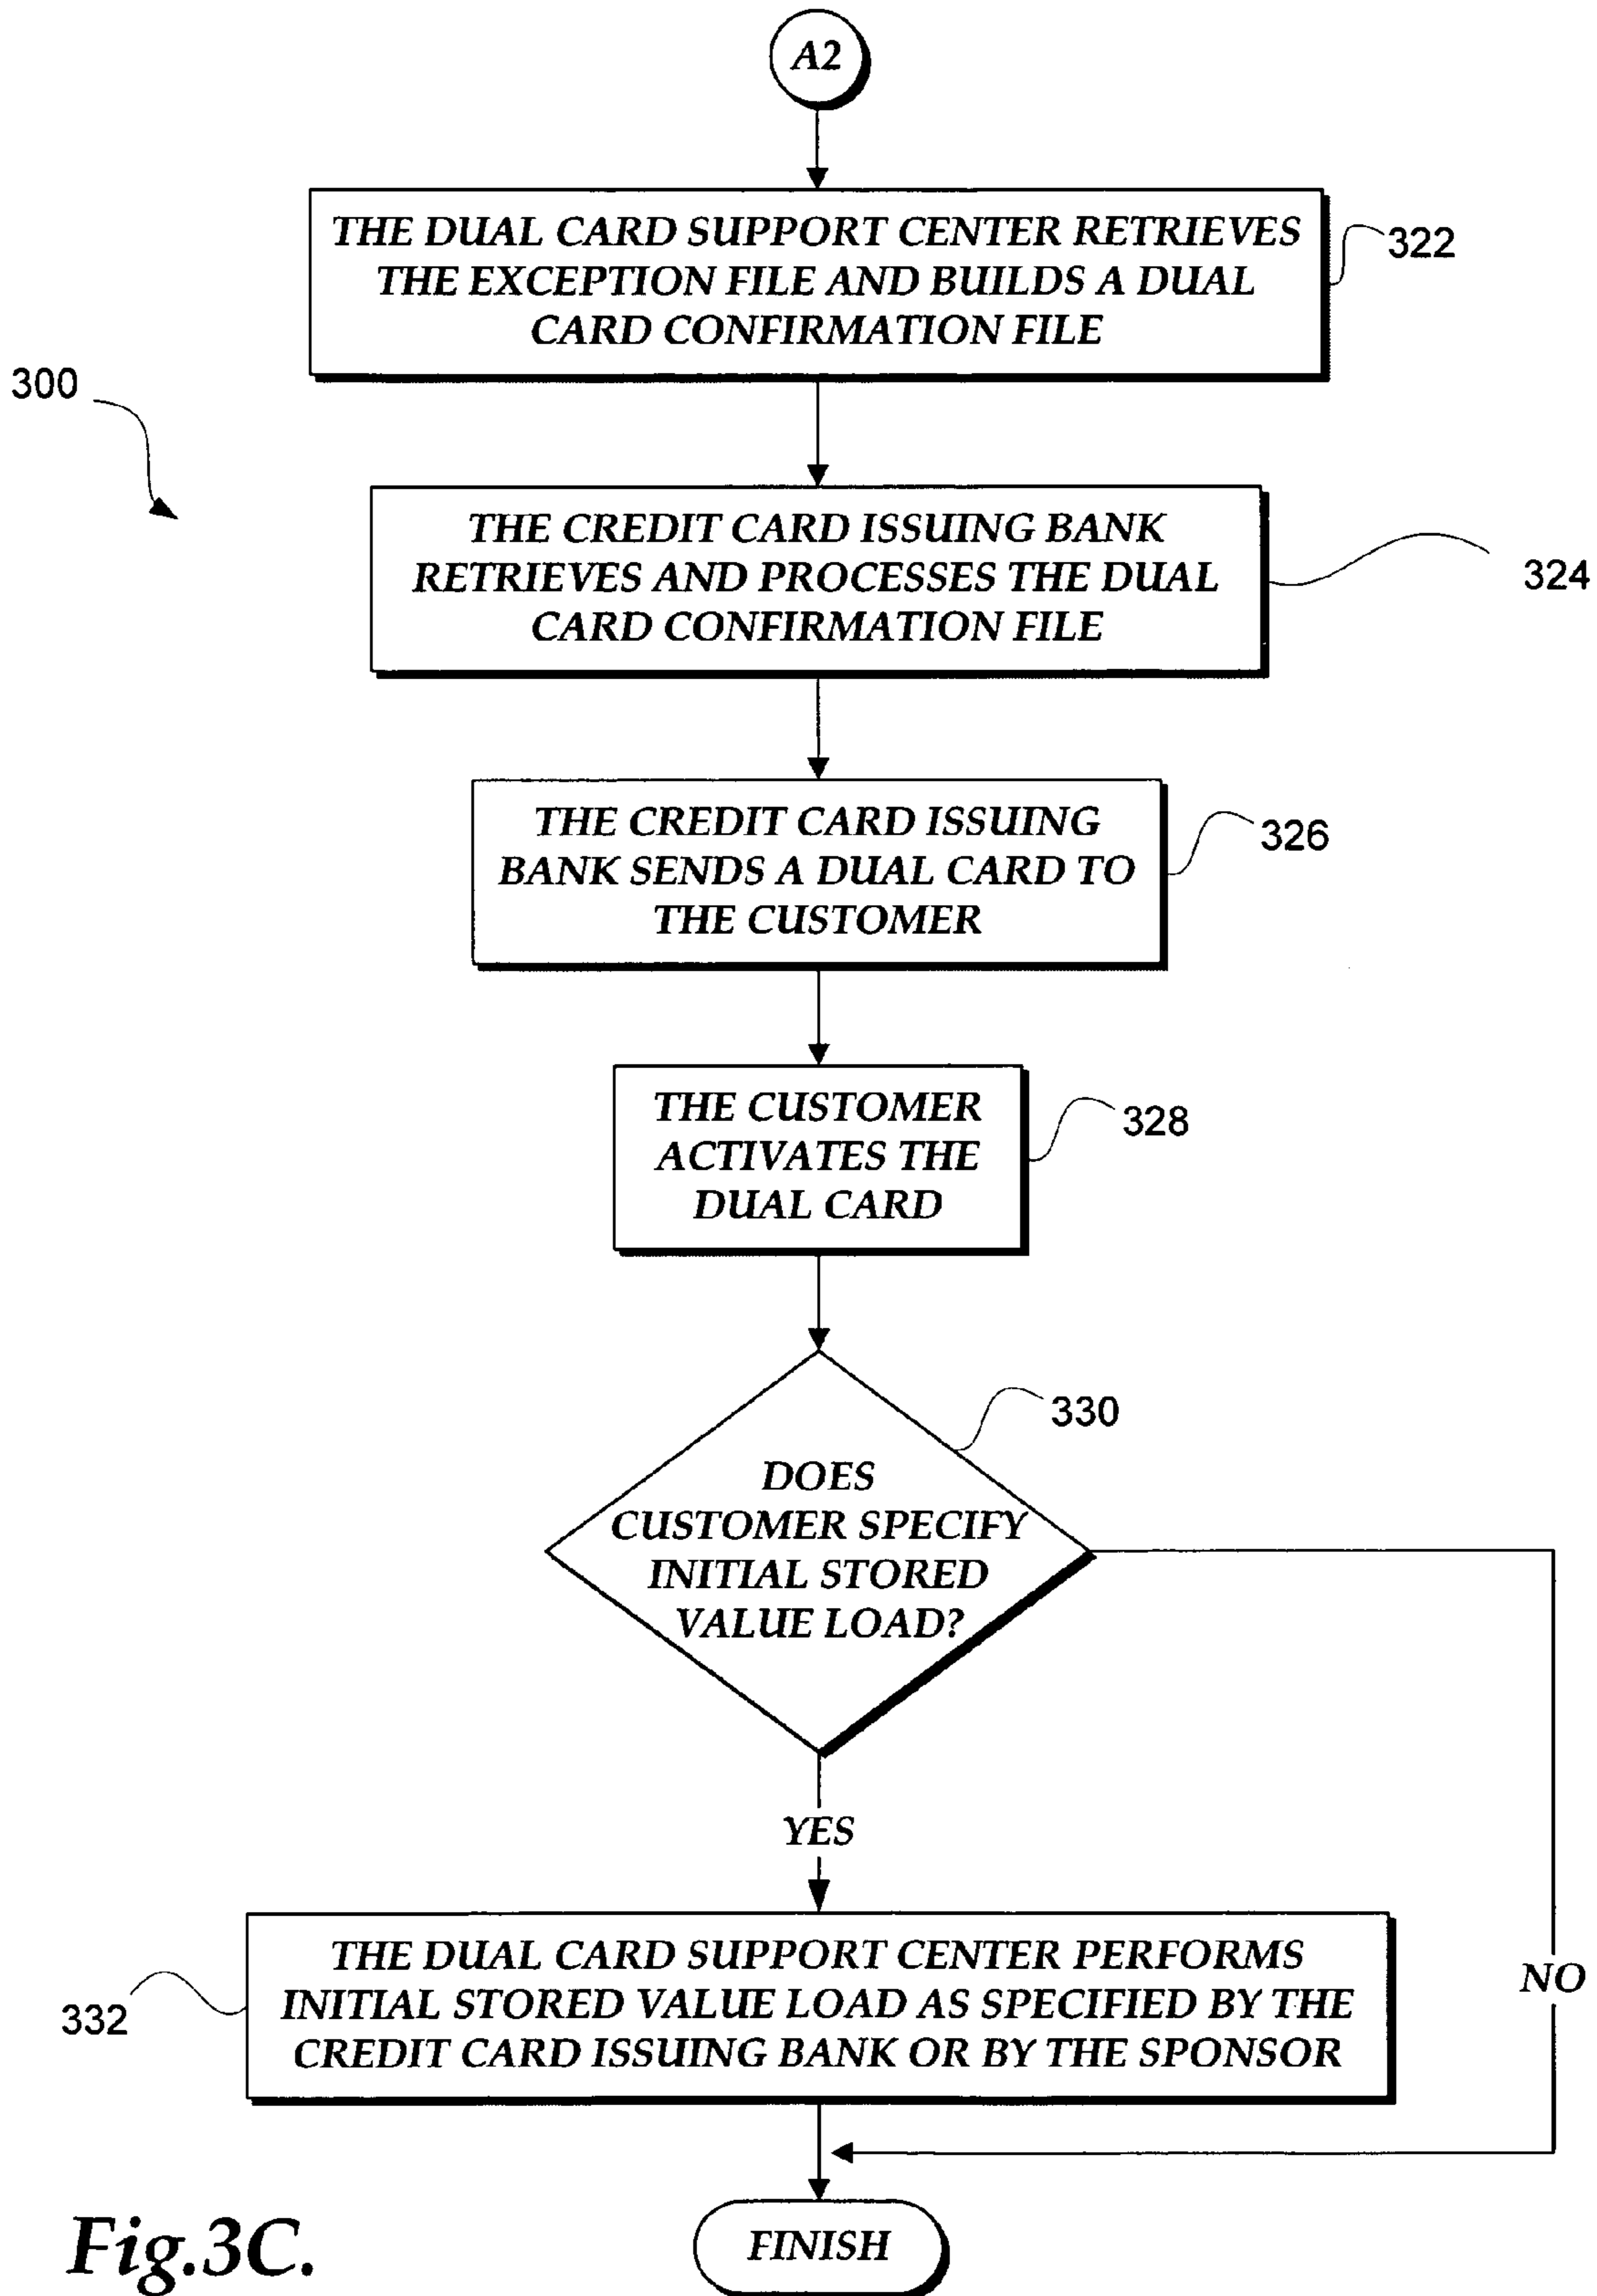 A2
THE DUAL CARD SUPPORT CENTER RETRIEVES
THE EXCEPTION FILE AND BUILDS A DUAL
CARD CONFIRMATION FILE
322
300
THE CREDIT CARD ISSUING BANK
RETRIEVES AND PROCESSES THE DUAL
CARD CONFIRMATION FILE
324
THE CREDIT CARD ISSUING
BANK SENDS A DUAL CARD TO
THE CUSTOMER
326
THE CUSTOMER
ACTIVATES THE
DUAL CARD
328
330
DOES
CUSTOMER SPECIFY
INITIAL STORED
VALUE LOAD?
YES
NO
THE DUAL CARD SUPPORT CENTER PERFORMS
INITIAL STORED VALUE LOAD AS SPECIFIED BY THE
CREDIT CARD ISSUING BANK OR BY THE SPONSOR
332
FINISH
Fig.3C.